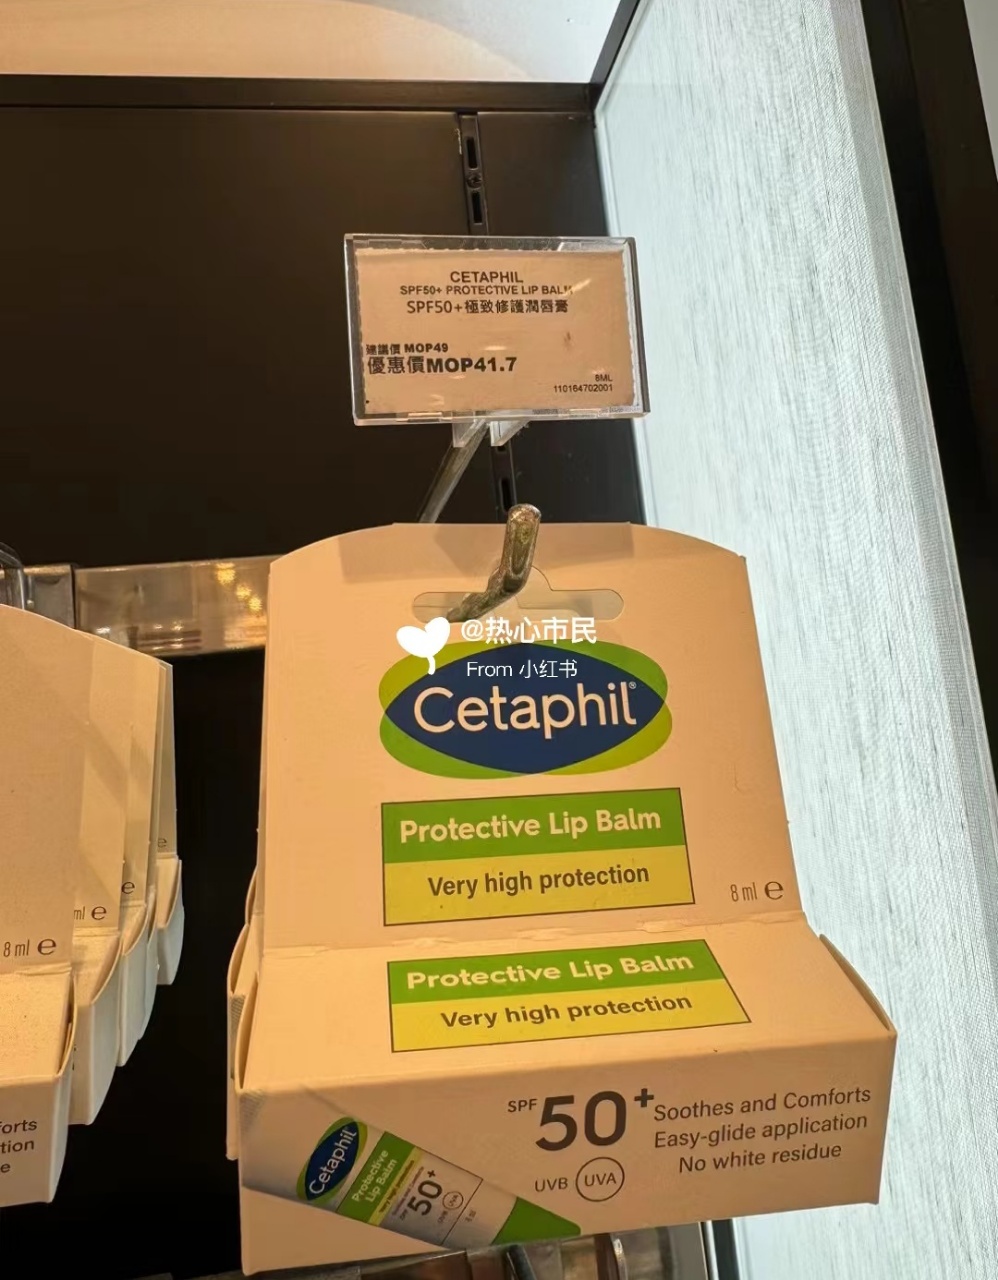 CETAPHIL
SPF50+ PROTECTIVE LIP BALM
SPF50+極致修護潤唇膏
建議價 MOP49
優惠價MOP41.7
8ML
110164702001
@热心市民
From 小红书
Cetaphil®
Protective Lip Balm
Very high protection
8 ml e
Protective Lip Balm
Very high protection
SPF 50+
Soothes and Comforts
Easy-glide application
No white residue
UVB UVA
Cetaphil
Protective
Lip Balm
SPF 50+
UVB UVA
e
e
ml e
8 ml e